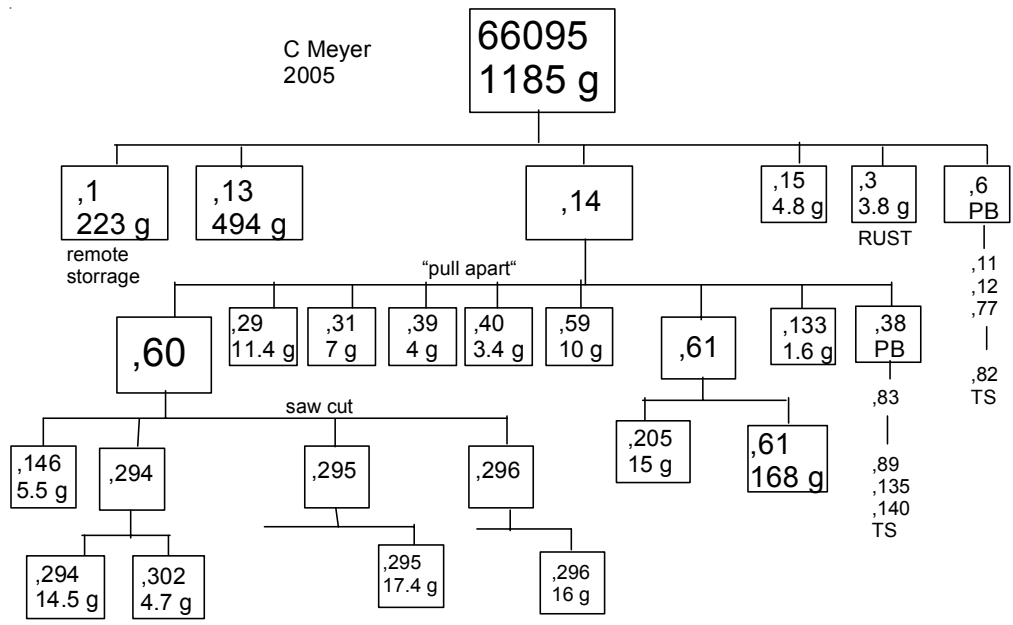 C Meyer
2005
66095
1185 g
,1
223 g
remote
storrage
,13
494 g
,14
,15
4.8 g
,3
3.8 g
RUST
,6
PB
,11
,12
,77
,82
TS
“pull apart“
,60
,29
11.4 g
,31
7 g
,39
4 g
,40
3.4 g
,59
10 g
,61
,133
1.6 g
,38
PB
,83
,89
,135
,140
TS
saw cut
,146
5.5 g
,294
,295
,296
,205
15 g
,61
168 g
,294
14.5 g
,302
4.7 g
,295
17.4 g
,296
16 g